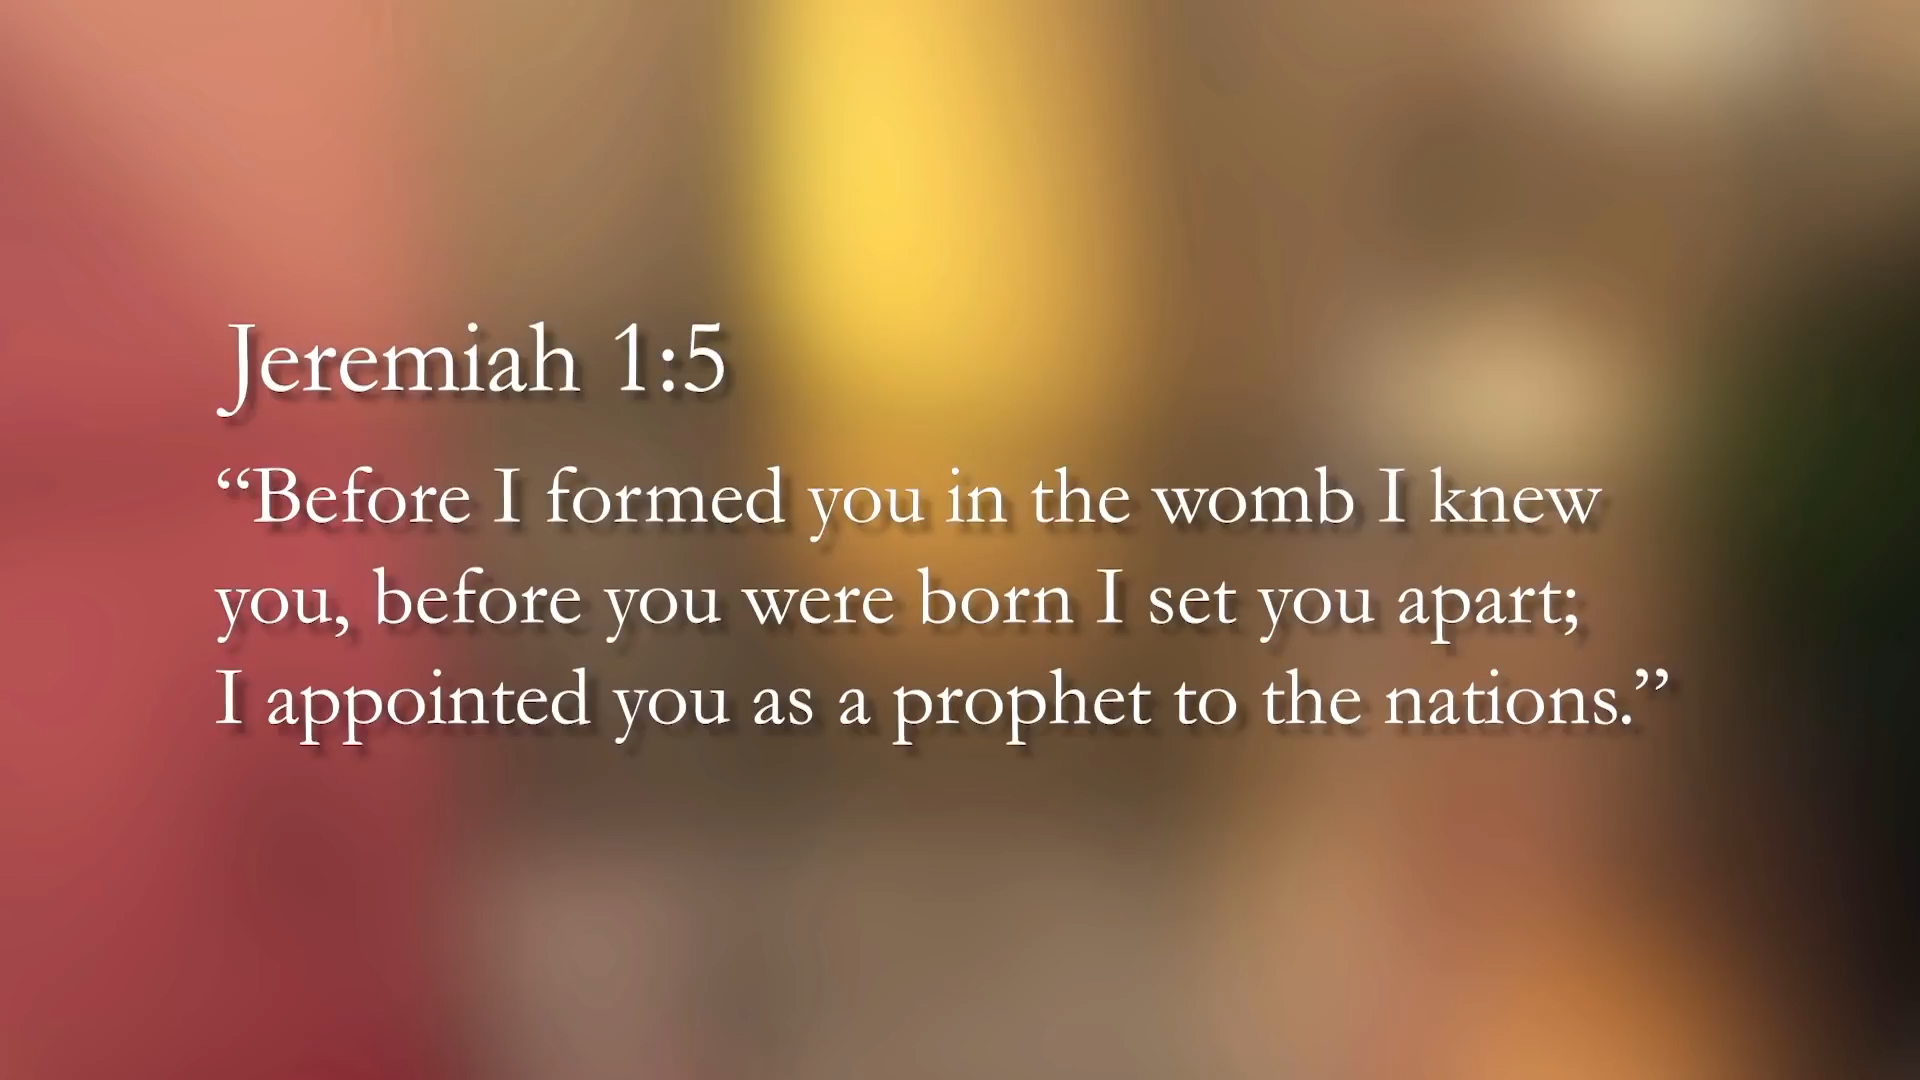 Jeremiah 1:5
“Before I formed you in the womb I knew
you, before you were born I set you apart;
I appointed you as a prophet to the nations.”